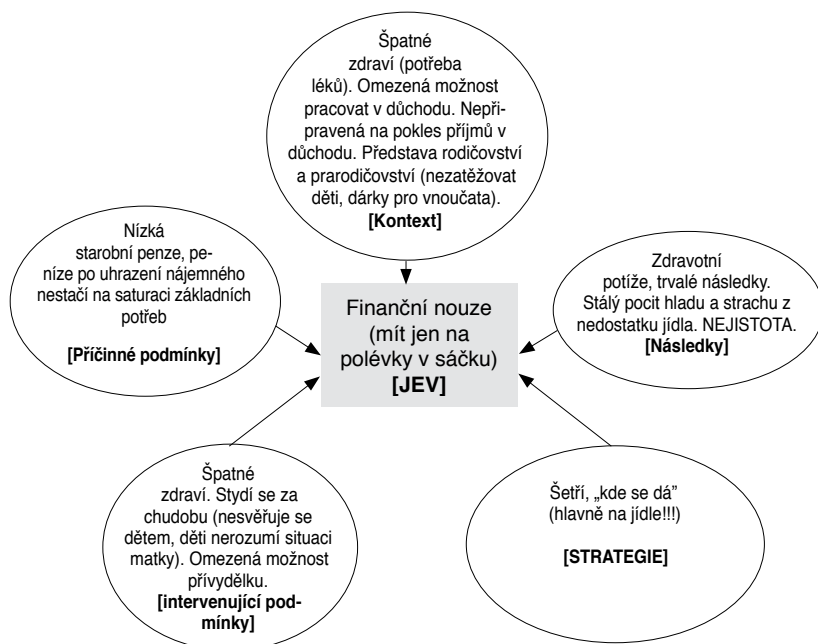 Špatné
zdraví (potřeba
léků). Omezená možnost
pracovat v důchodu. Nepři-
pravená na pokles příjmů v
důchodu. Představa rodičovství
a prarodičovství (nezatěžovat
děti, dárky pro vnoučata).
[Kontext]
Nízká
starobní penze, pe-
níze po uhrazení nájemného
nestačí na saturaci základních
potřeb
[Příčinné podmínky]
Finanční nouze
(mít jen na
polévky v sáčku)
[JEV]
Zdravotní
potíže, trvalé následky.
Stálý pocit hladu a strachu z
nedostatku jídla. NEJISTOTA.
[Následky]
Špatné
zdraví. Stydí se za
chudobu (nesvěřuje se
dětem, děti nerozumí situaci
matky). Omezená možnost
přívydělku.
[intervenující pod-
mínky]
Šetří, „kde se dá”
(hlavně na jídle!!!)
[STRATEGIE]